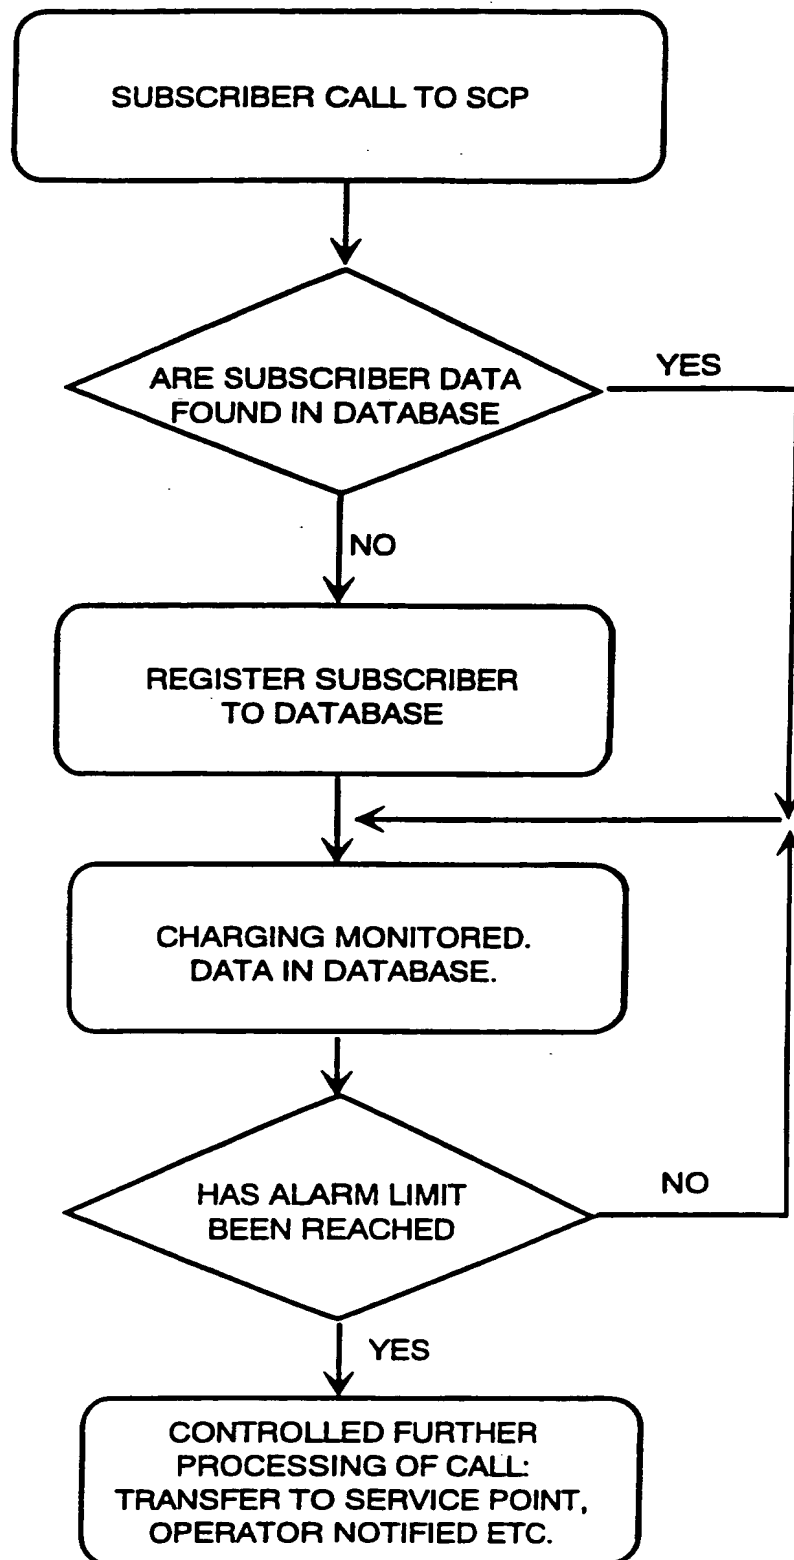 SUBSCRIBER CALL TO SCP
ARE SUBSCRIBER DATA
FOUND IN DATABASE
YES
NO
REGISTER SUBSCRIBER
TO DATABASE
CHARGING MONITORED.
DATA IN DATABASE.
HAS ALARM LIMIT
BEEN REACHED
NO
YES
CONTROLLED FURTHER
PROCESSING OF CALL:
TRANSFER TO SERVICE POINT,
OPERATOR NOTIFIED ETC.